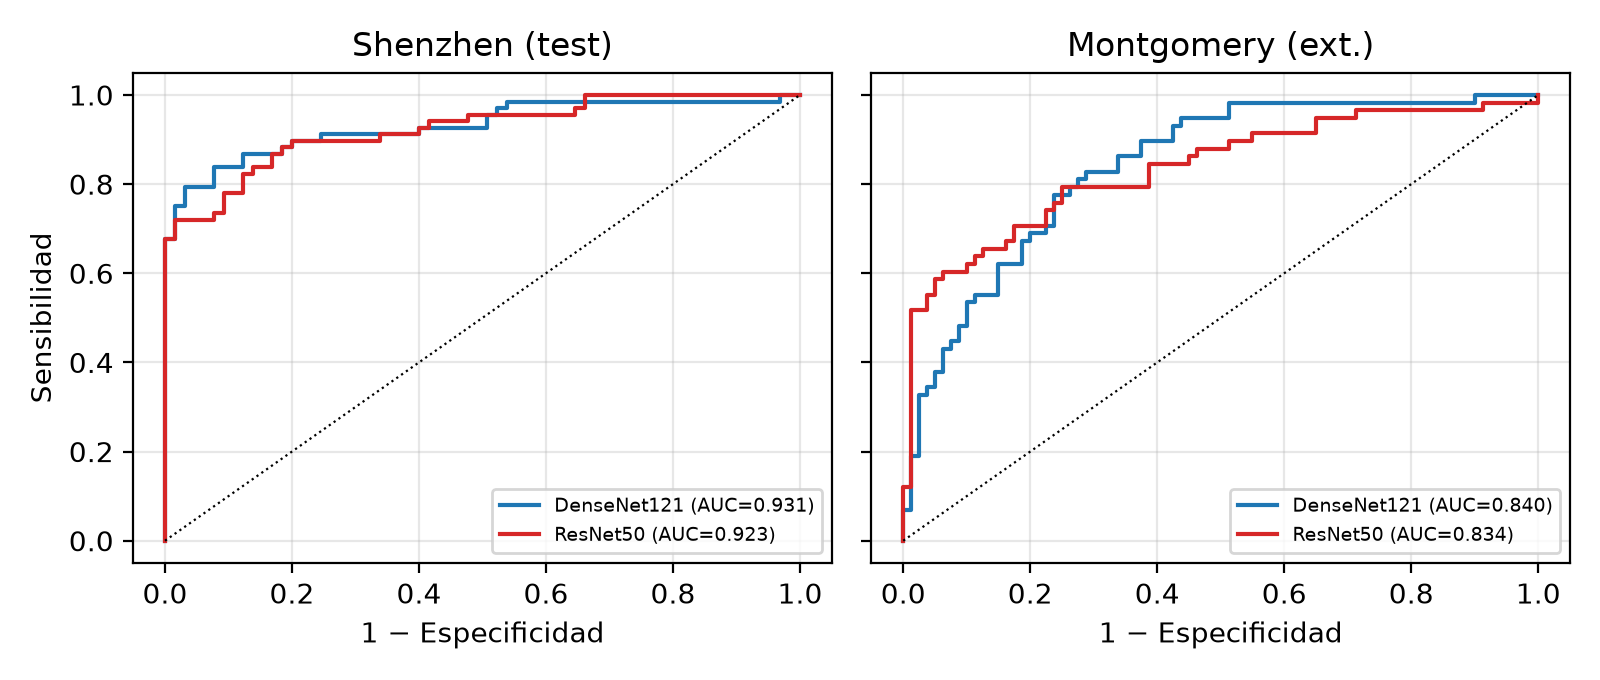 Shenzhen (test)
Montgomery (ext.)
Sensibilidad
1.0
0.8
0.6
0.4
0.2
0.0
DenseNet121 (AUC=0.931)
ResNet50 (AUC=0.923)
DenseNet121 (AUC=0.840)
ResNet50 (AUC=0.834)
0.0 0.2 0.4 0.6 0.8 1.0
0.0 0.2 0.4 0.6 0.8 1.0
1 − Especificidad
1 − Especificidad